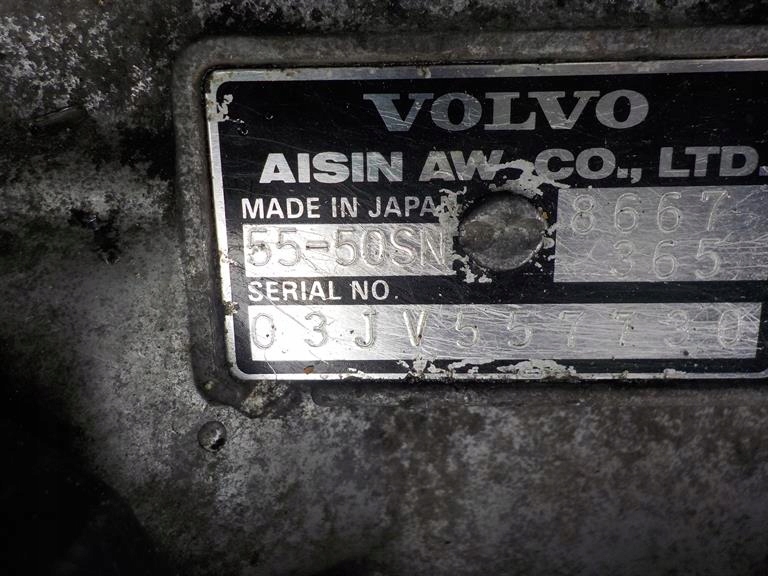 VOLVO
AISIN AW CO., LTD.
MADE IN JAPAN
55-50SN
8667
365
SERIAL NO.
03JV557730